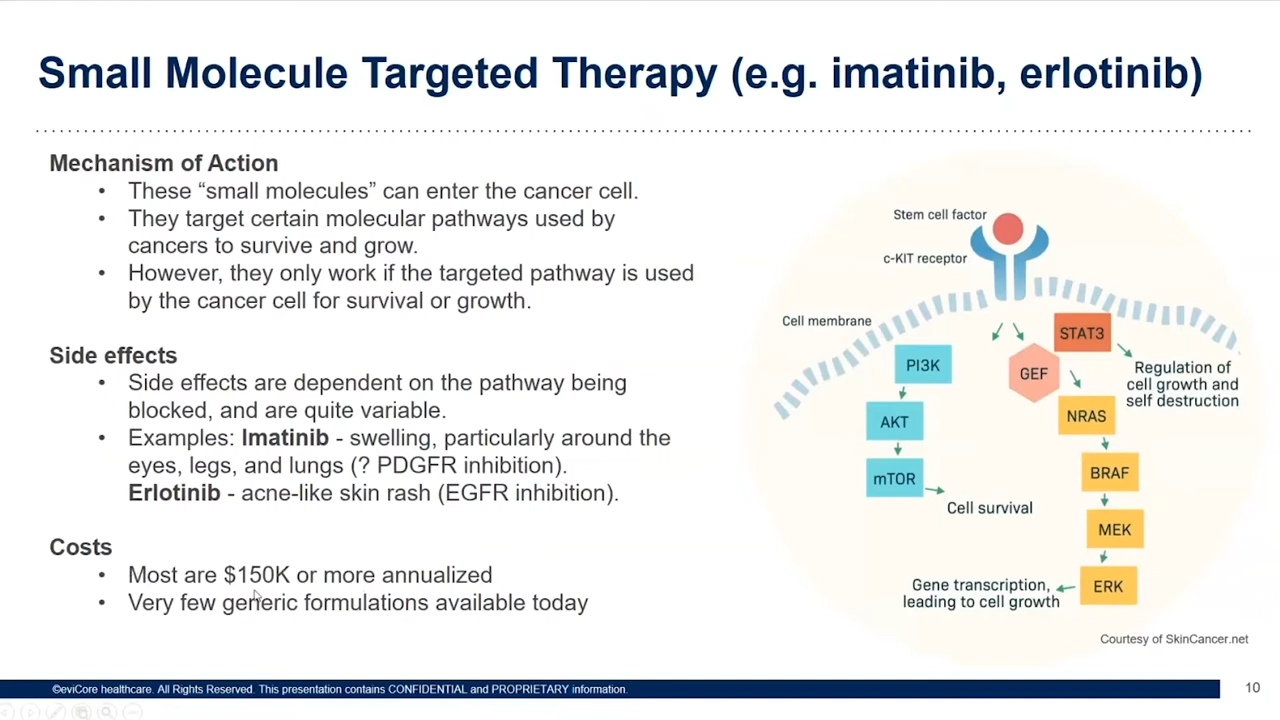 Small Molecule Targeted Therapy (e.g. imatinib, erlotinib)
Mechanism of Action
• These “small molecules” can enter the cancer cell.
• They target certain molecular pathways used by
cancers to survive and grow.
• However, they only work if the targeted pathway is used
by the cancer cell for survival or growth.
Side effects
• Side effects are dependent on the pathway being
blocked, and are quite variable.
• Examples: Imatinib - swelling, particularly around the
eyes, legs, and lungs (? PDGFR inhibition).
Erlotinib - acne-like skin rash (EGFR inhibition).
Costs
• Most are $150K or more annualized
• Very few generic formulations available today
Stem cell factor
c-KIT receptor
Cell membrane
PI3K
AKT
mTOR
Cell survival
STAT3
GEF
Regulation of
cell growth and
self destruction
NRAS
BRAF
MEK
ERK
Gene transcription,
leading to cell growth
Courtesy of SkinCancer.net
©eviCore healthcare. All Rights Reserved. This presentation contains CONFIDENTIAL and PROPRIETARY information.
10